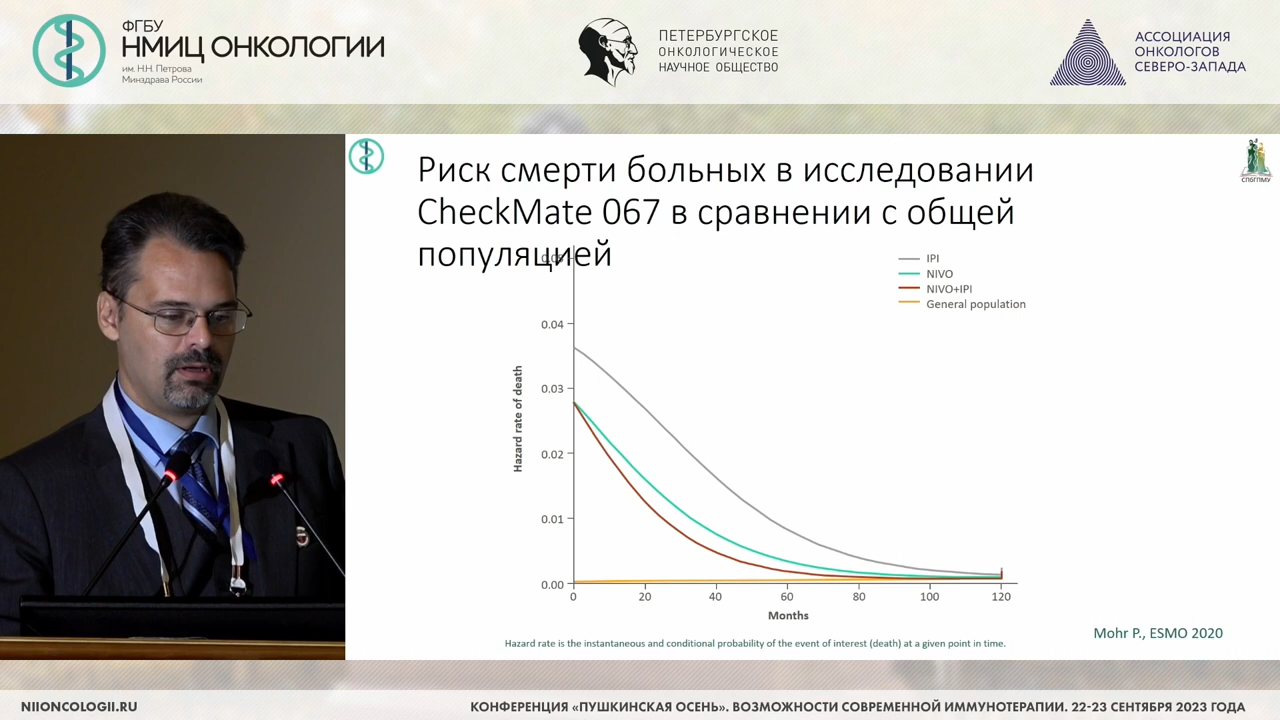 ФГБУ
НМИЦ ОНКОЛОГИИ
им. Н.Н. Петрова
Минздрава России
ПЕТЕРБУРГСКОЕ
ОНКОЛОГИЧЕСКОЕ
НАУЧНОЕ ОБЩЕСТВО
АССОЦИАЦИЯ
ОНКОЛОГОВ
СЕВЕРО-ЗАПАДА
Риск смерти больных в исследовании
CheckMate 067 в сравнении с общей
популяцией
СПбГПМУ
IPI
NIVO
NIVO+IPI
General population
0.04
0.03
0.02
0.01
0.00
Hazard rate of death
0 20 40 60 80 100 120
Months
Mohr P., ESMO 2020
Hazard rate is the instantaneous and conditional probability of the event of interest (death) at a given point in time.
NIIONCOLOGII.RU
КОНФЕРЕНЦИЯ «ПУШКИНСКАЯ ОСЕНЬ». ВОЗМОЖНОСТИ СОВРЕМЕННОЙ ИММУНОТЕРАПИИ. 22-23 СЕНТЯБРЯ 2023 ГОДА